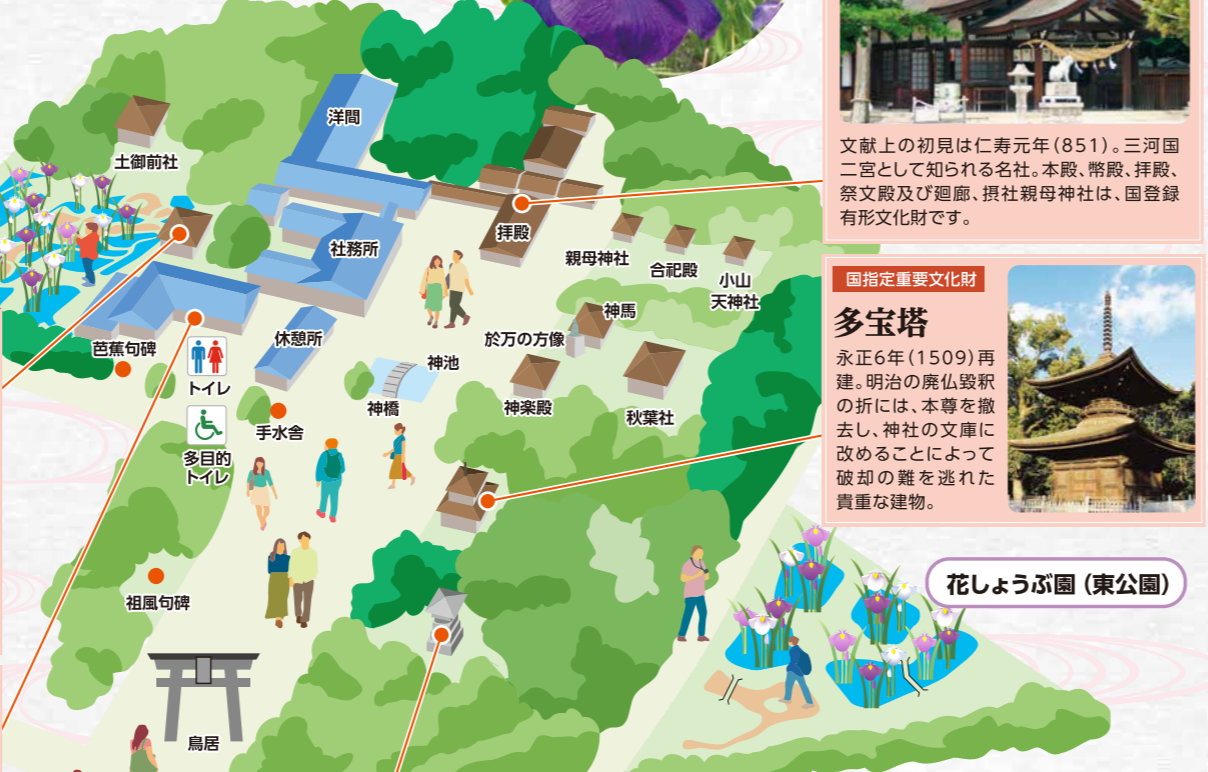 文献上の初見は仁寿元年(851)。三河国
二宮として知られる名社。本殿、幣殿、拝殿、
祭文殿及び廻廊、摂社親母神社は、国登録
有形文化財です。
国指定重要文化財
多宝塔
永正6年(1509)再
建。明治の廃仏毀釈
の折には、本尊を撤
去し、神社の文庫に
改めることによって
破却の難を逃れた
貴重な建物。
花しょうぶ園(東公園)
洋間
土御前社
社務所
拝殿
親母神社
合祀殿
小山
天神社
神馬
於万の方像
休憩所
芭蕉句碑
トイレ
神池
神橋
神楽殿
秋葉社
手水舎
多目的
トイレ
祖風句碑
鳥居